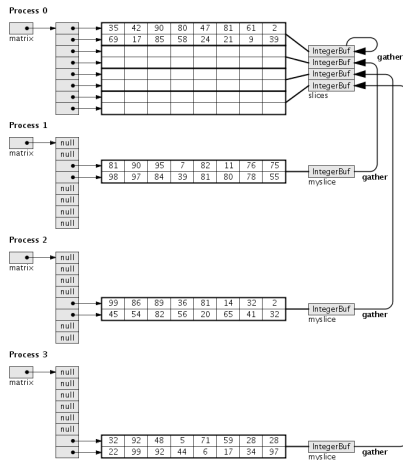 Process 0
matrix
35 42 90 80 47 81 61 2
69 17 85 58 24 21 9 39
IntegerBuf
IntegerBuf
IntegerBuf
IntegerBuf
slices
gather
Process 1
matrix
null
null
81 90 95 7 82 11 76 75
98 97 84 39 81 80 78 55
null
null
null
null
IntegerBuf
myslice
gather
Process 2
matrix
null
null
null
null
99 86 89 36 81 14 32 2
45 54 82 56 20 65 41 32
null
null
IntegerBuf
myslice
gather
Process 3
matrix
null
null
null
null
null
null
32 92 48 5 71 59 28 28
22 99 92 44 6 17 34 97
IntegerBuf
myslice
gather